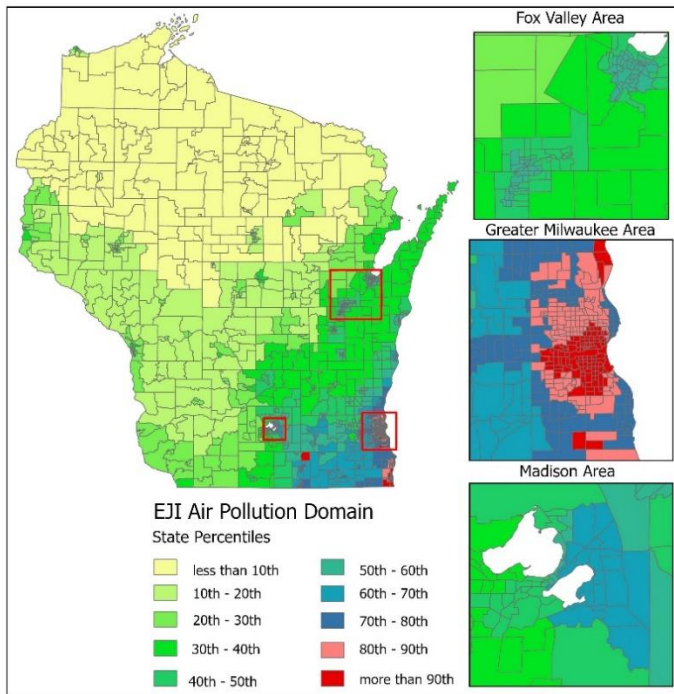 Fox Valley Area
Greater Milwaukee Area
Madison Area
EJI Air Pollution Domain
State Percentiles
less than 10th
10th - 20th
20th - 30th
30th - 40th
40th - 50th
50th - 60th
60th - 70th
70th - 80th
80th - 90th
more than 90th